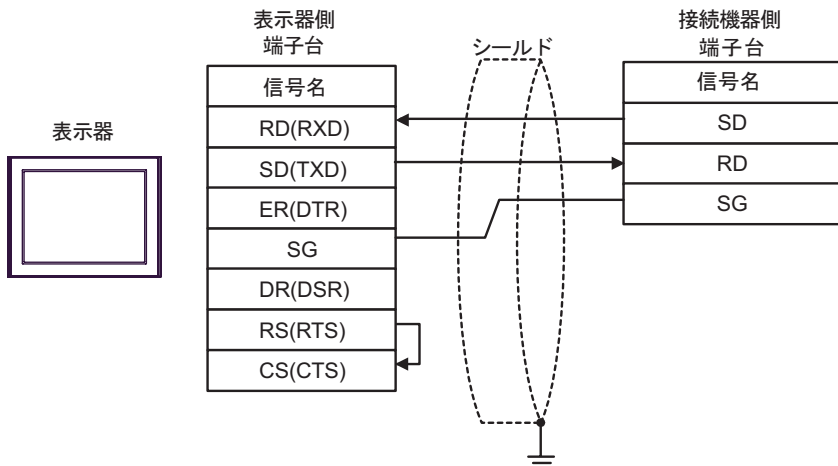 表示器側
端子台
シールド
接続機器側
端子台
表示器
信号名
RD(RXD)
SD(TXD)
ER(DTR)
SG
DR(DSR)
RS(RTS)
CS(CTS)
信号名
SD
RD
SG